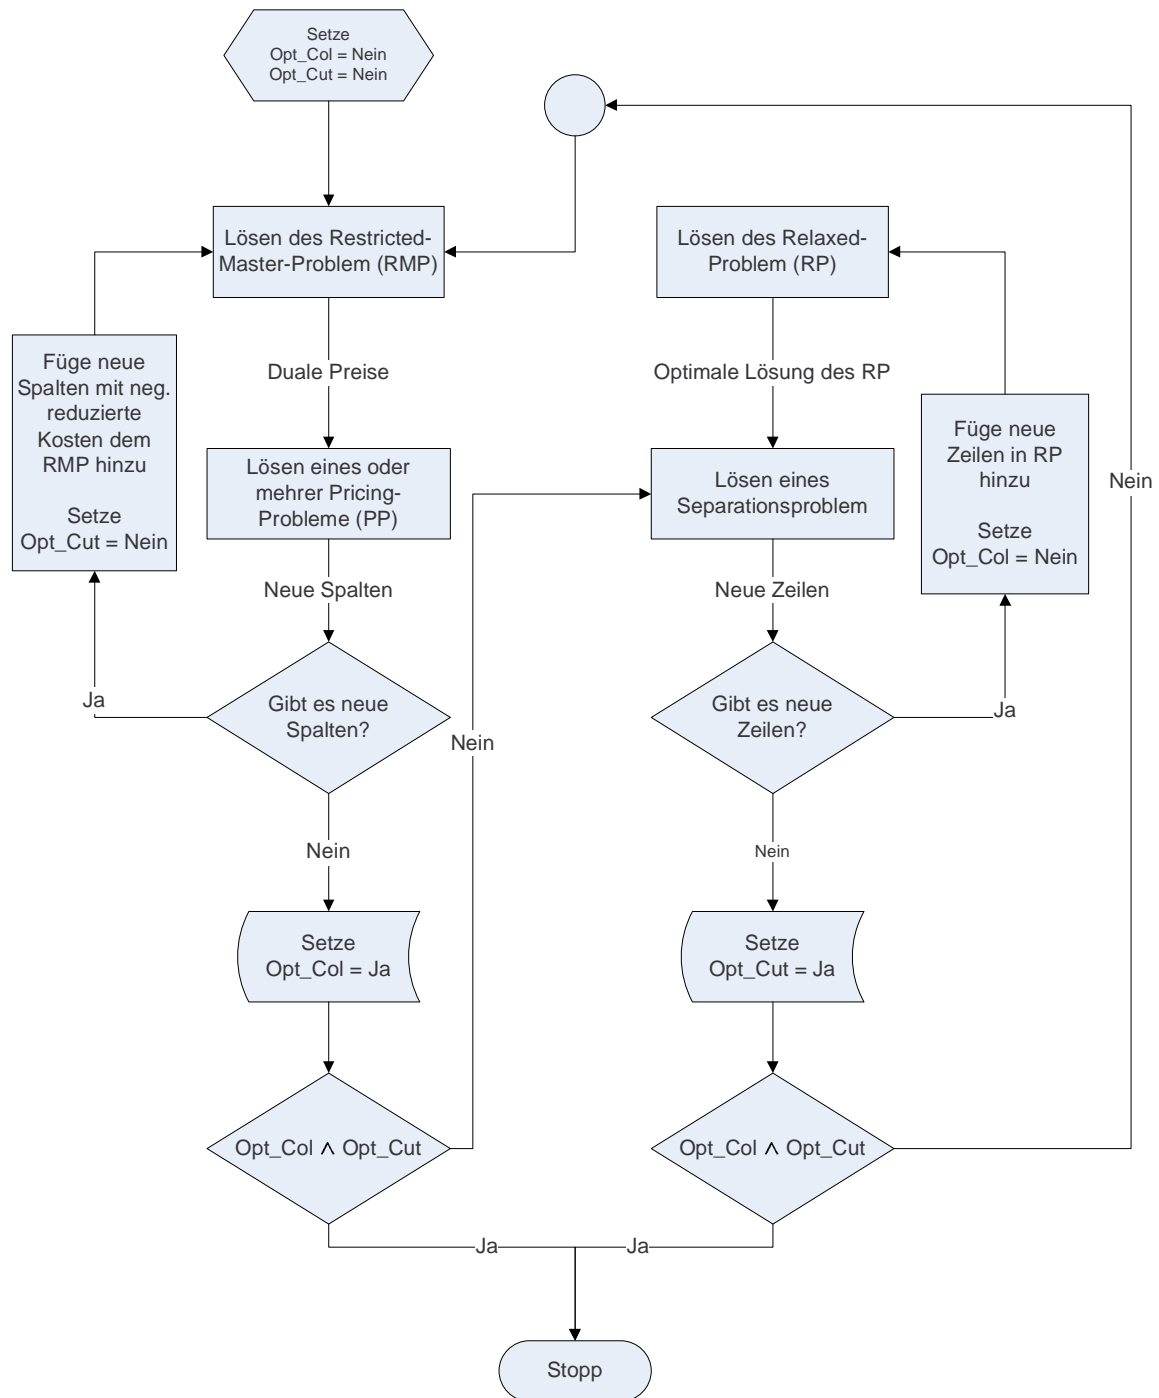 Setze
Opt_Col = Nein
Opt_Cut = Nein
Lösen des Restricted-
Master-Problem (RMP)
Lösen des Relaxed-
Problem (RP)
Füge neue
Spalten mit neg.
reduzierte
Kosten dem
RMP hinzu
Setze
Opt_Cut = Nein
Duale Preise
Optimale Lösung des RP
Füge neue
Zeilen in RP
hinzu
Setze
Opt_Col = Nein
Nein
Lösen eines oder
mehrer Pricing-
Probleme (PP)
Lösen eines
Separationsproblem
Neue Spalten
Neue Zeilen
Ja
Gibt es neue
Spalten?
Nein
Gibt es neue
Zeilen?
Ja
Nein
Nein
Setze
Opt_Col = Ja
Setze
Opt_Cut = Ja
Opt_Col ∧ Opt_Cut
Opt_Col ∧ Opt_Cut
Ja
Ja
Stopp